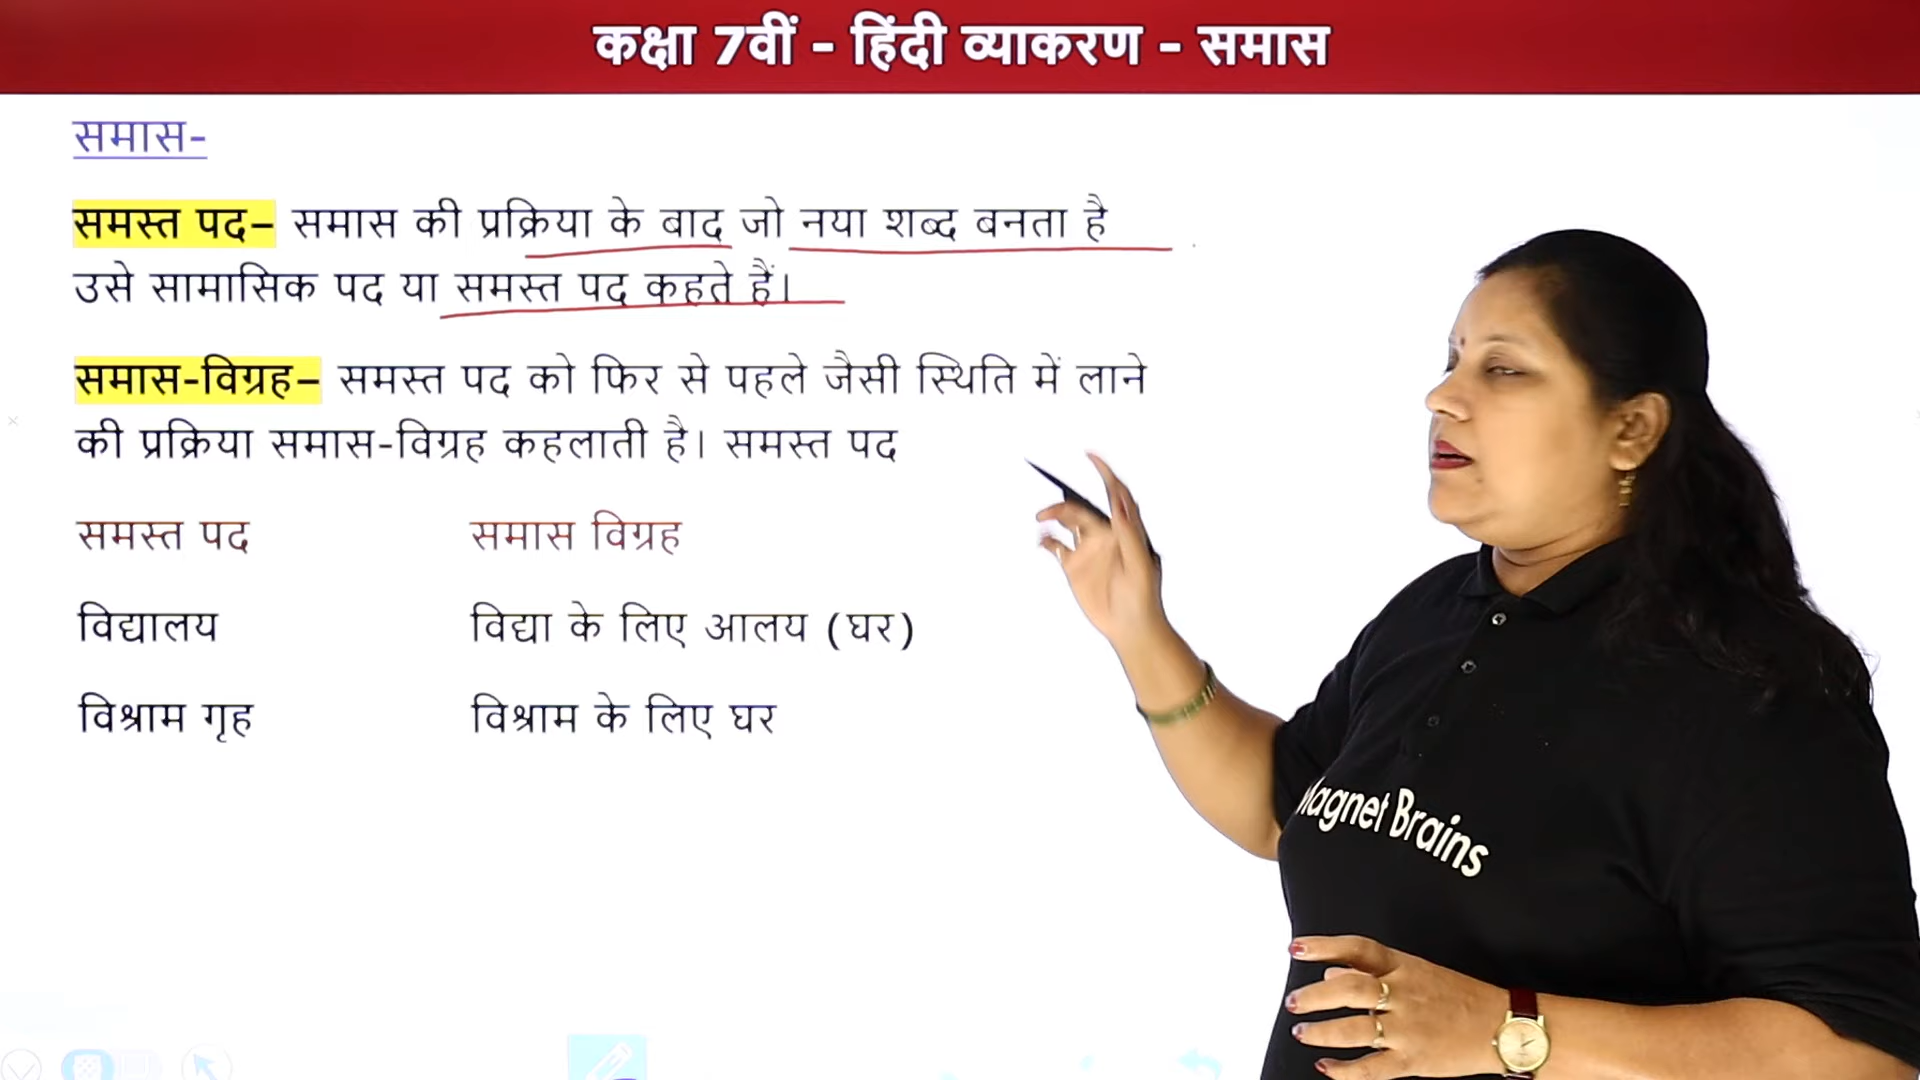 कक्षा 7वीं - हिंदी व्याकरण - समास
समास-
समस्त पद– समास की प्रक्रिया के बाद जो नया शब्द बनता है
उसे सामासिक पद या समस्त पद कहते हैं।
समास-विग्रह– समस्त पद को फिर से पहले जैसी स्थिति में लाने
की प्रक्रिया समास-विग्रह कहलाती है। समस्त पद
समस्त पद समास विग्रह
विद्यालय विद्या के लिए आलय (घर)
विश्राम गृह विश्राम के लिए घर
Magnet Brains